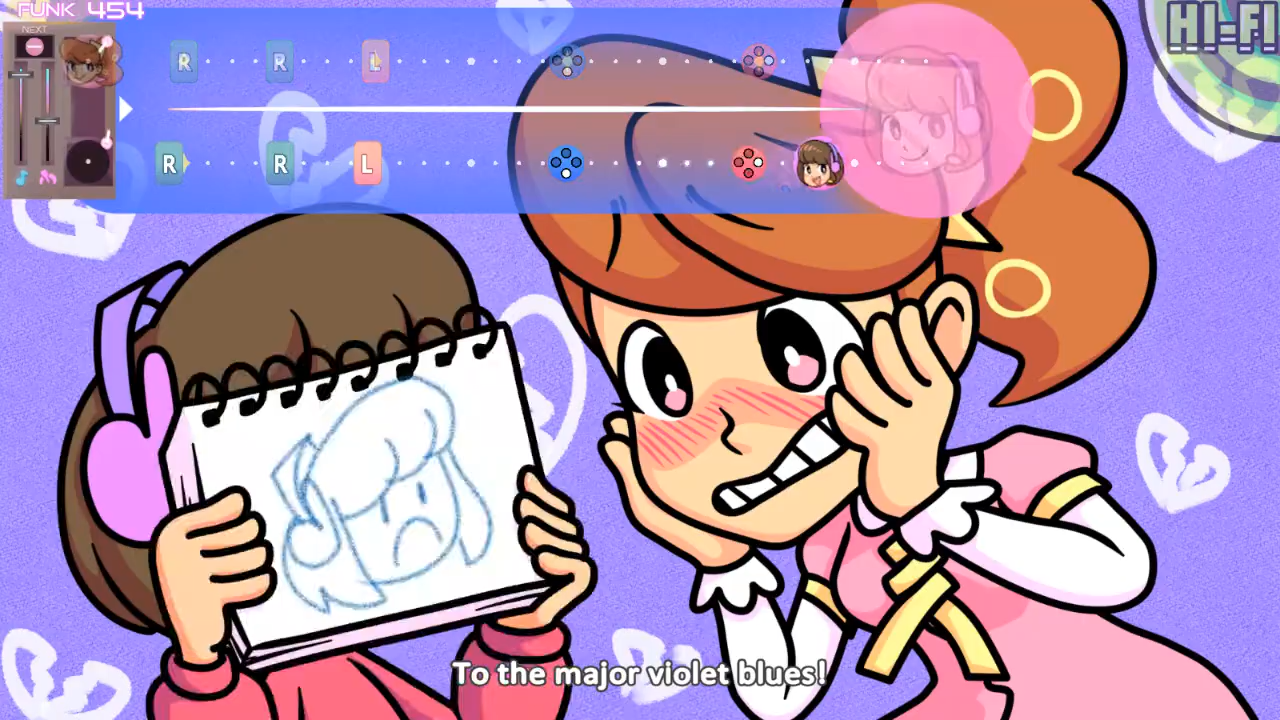 FUNK 454
NEXT
HI-FI
R R L
R R L
To the major violet blues!